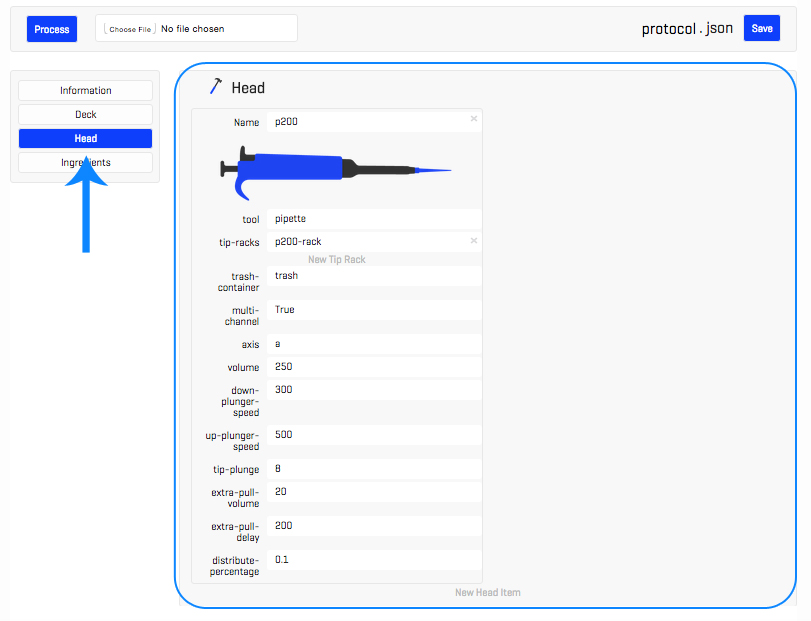 Process
Choose File No file chosen
protocol.json
Save
Information
Deck
Head
Ingredients
Head
Name p200
tool pipette
tip-racks p200-rack
New Tip Rack
trash-
container trash
multi-
channel True
axis a
volume 250
down-
plunger-
speed 300
up-plunger-
speed 500
tip-plunge 8
extra-pull-
volume 20
extra-pull-
delay 200
distribute-
percentage 0.1
New Head Item